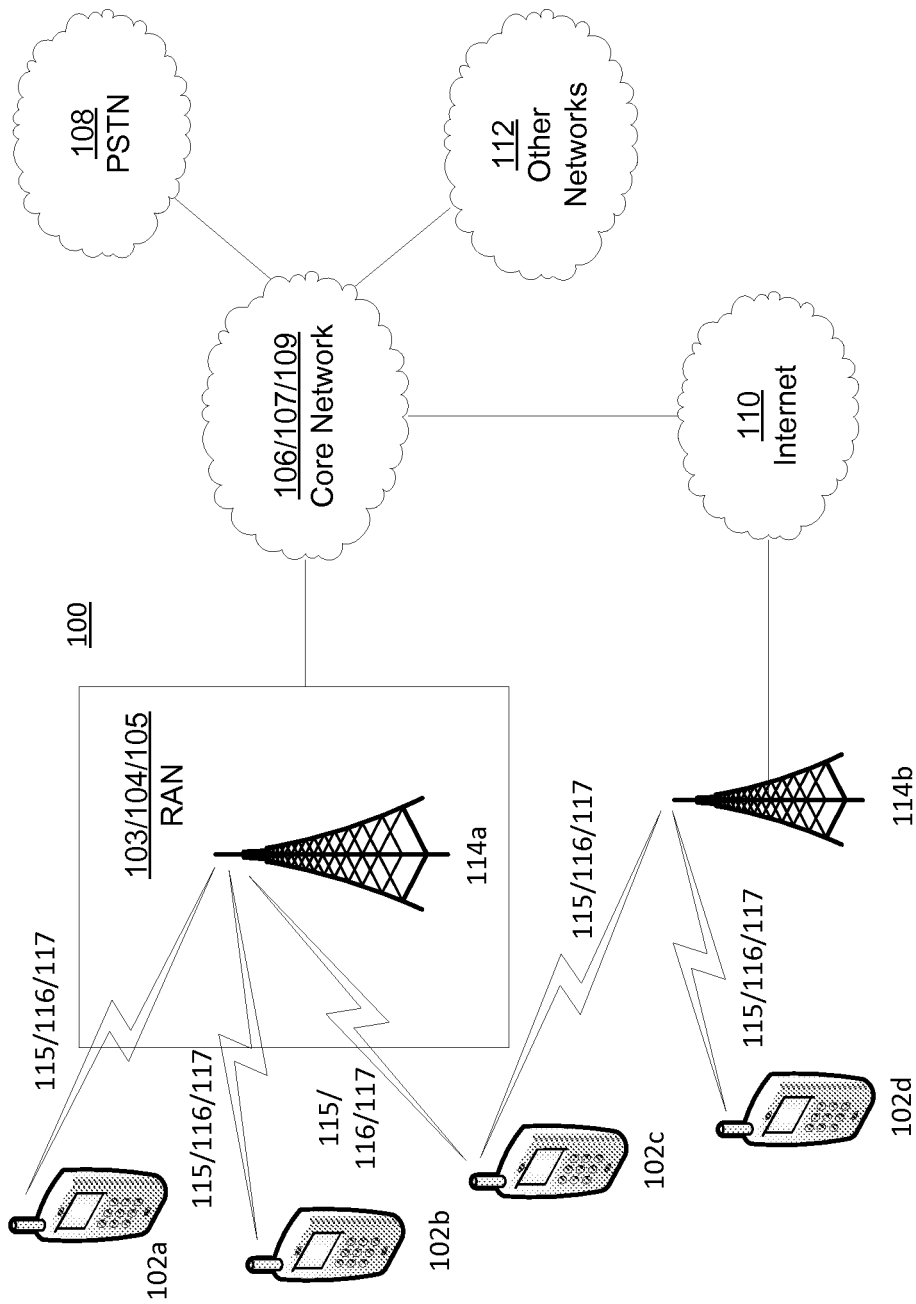 100
103/104/105
RAN
106/107/109
Core Network
108
PSTN
112
Other
Networks
110
Internet
114a
114b
115/116/117
115/116/117
115/
116/117
115/116/117
115/116/117
102a
102b
102c
102d